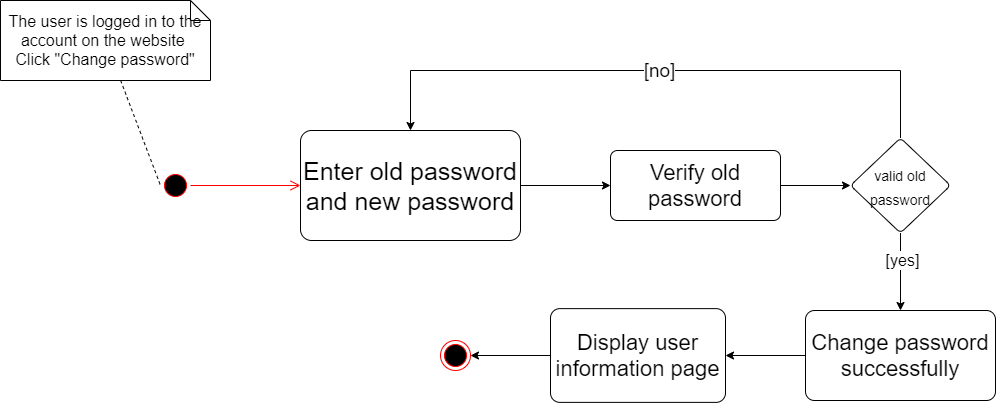 The user is logged in to the
account on the website
Click "Change password"
[no]
Enter old password
and new password
Verify old
password
valid old
password
[yes]
Change password
successfully
Display user
information page